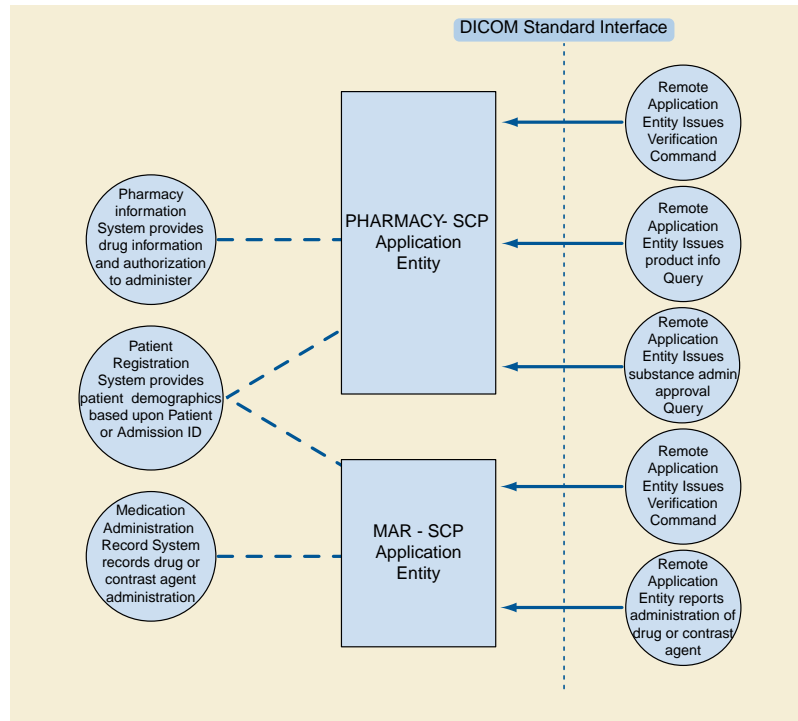 DICOM Standard Interface
Remote
Application
Entity Issues
Verification
Command
Pharmacy
information
System provides
drug information
and authorization
to administer
PHARMACY- SCP
Application
Entity
Remote
Application
Entity Issues
product info
Query
Patient
Registration
System provides
patient demographics
based upon Patient
or Admission ID
Remote
Application
Entity Issues
substance admin
approval
Query
Remote
Application
Entity Issues
Verification
Command
Medication
Administration
Record System
records drug or
contrast agent
administration
MAR - SCP
Application
Entity
Remote
Application
Entity reports
administration of
drug or contrast
agent